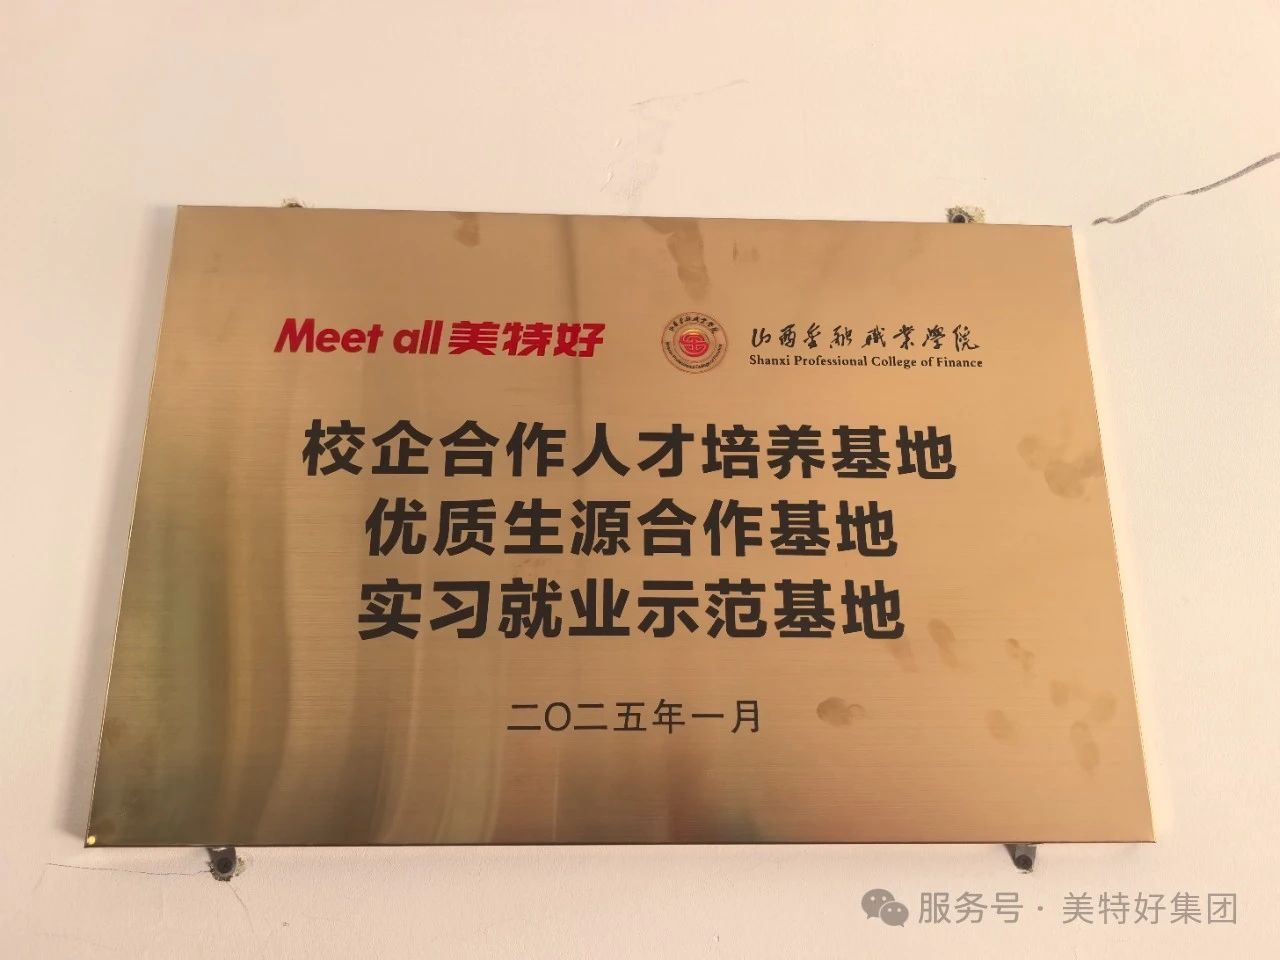 Meet all 美特好
山西金融职业学院
Shanxi Professional College of Finance
校企合作人才培养基地
优质生源合作基地
实习就业示范基地
二〇二五年一月
服务号 · 美特好集团